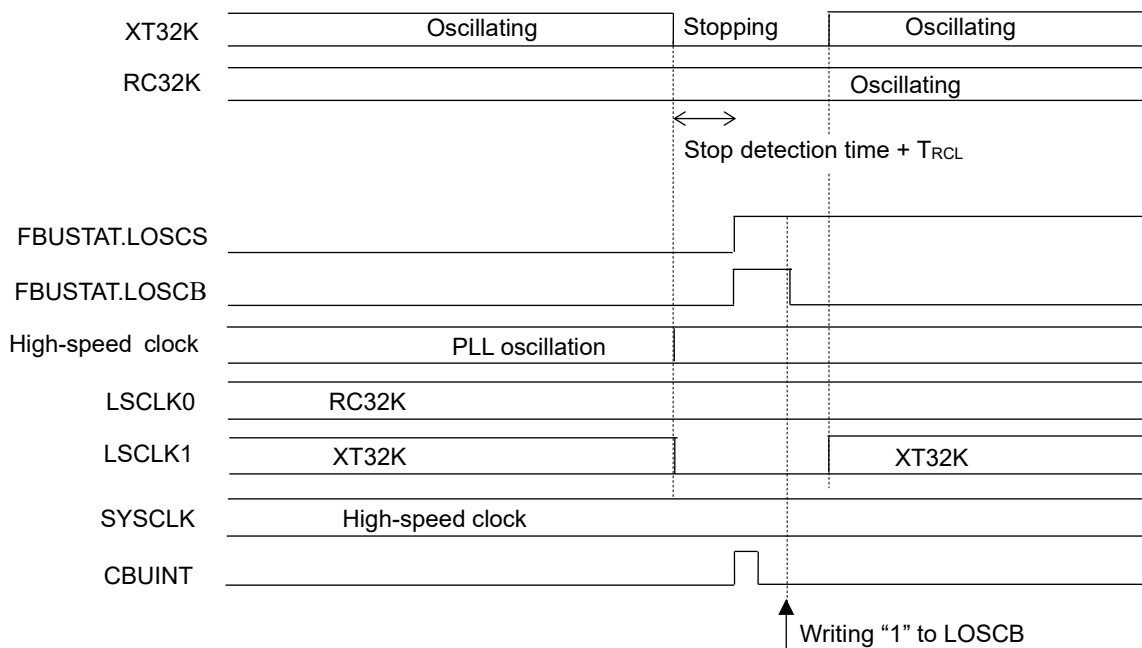 XT32K Oscillating Stopping Oscillating
RC32K Oscillating
Stop detection time + TRCL
FBUSTAT.LOSCS
FBUSTAT.LOSCB
High-speed clock PLL oscillation
LSCLK0 RC32K
LSCLK1 XT32K XT32K
SYSCLK High-speed clock
CBUINT
Writing “1” to LOSCB